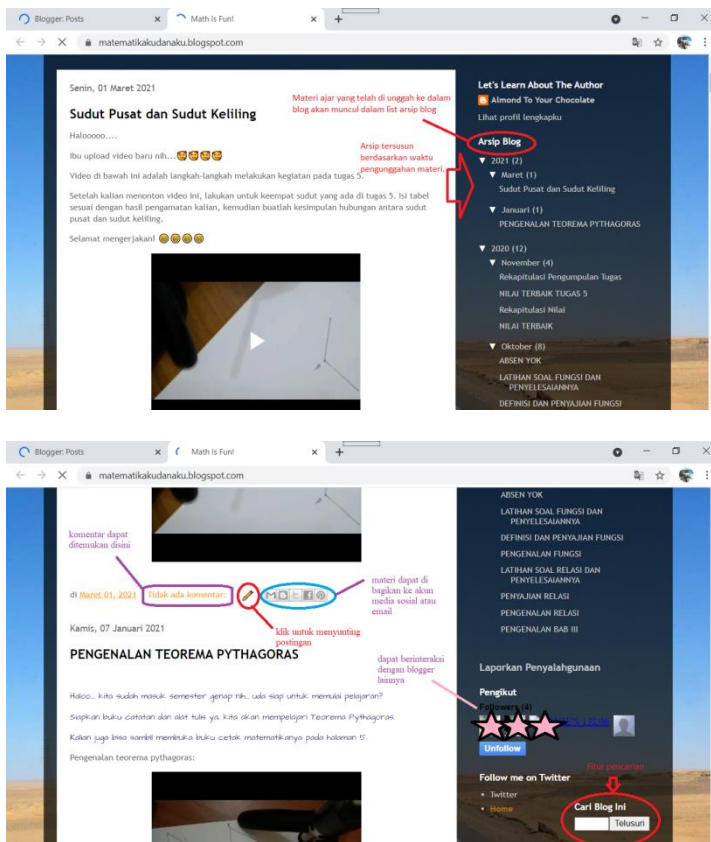 Blogger: Posts
Math Is Fun!
matematikakudanaku.blogspot.com
Senin, 01 Maret 2021
Sudut Pusat dan Sudut Keliling
Halooooo....
Ibu upload video baru nih...
Video di bawah ini adalah langkah-langkah melakukan kegiatan pada tugas 5.
Setelah kalian menonton video ini, lakukan untuk keempat sudut yang ada di tugas 5. Isi tabel
sesuai dengan hasil pengamatan kalian, kemudian buatlah kesimpulan hubungan antara sudut
pusat dan sudut keliling.
Selamat mengerjakan!
Materi ajar yang telah di unggah ke dalam
blog akan muncul dalam list arsip blog
Arsip tersusun
berdasarkan waktu
pengunggahan materi.
Let's Learn About The Author
Almond To Your Chocolate
Lihat profil lengkapku
Arsip Blog
▼ 2021 (2)
▼ Maret (1)
Sudut Pusat dan Sudut Keliling
▼ Januari (1)
PENGENALAN TEOREMA PYTHAGORAS
▼ 2020 (12)
▼ November (4)
Rekapitulasi Pengumpulan Tugas
NILAI TERBAIK TUGAS 5
Rekapitulasi Nilai
NILAI TERBAIK
▼ Oktober (8)
ABSEN YOK
LATIHAN SOAL FUNGSI DAN
PENYELESAIANNYA
DEFINISI DAN PENYAJIAN FUNGSI
Blogger: Posts
Math Is Fun!
matematikakudanaku.blogspot.com
komentar dapat
ditemukan disini
di Maret 01, 2021
Tidak ada komentar:
klik untuk menyunting
postingan
materi dapat di
bagikan ke akun
media sosial atau
email
Kamis, 07 Januari 2021
PENGENALAN TEOREMA PYTHAGORAS
Haloo... kita sudah masuk semester genap nih.. uda siap untuk memulai pelajaran?
Siapkan buku catatan dan alat tulis ya. kita akan mempelajari Teorema Pythagoras.
Kalian juga bisa sambil membuka buku cetak matematikanya pada halaman 5.
Pengenalan teorema pythagoras:
dapat berinteraksi
dengan blogger
lainnya
ABSEN YOK
LATIHAN SOAL FUNGSI DAN
PENYELESAIANNYA
DEFINISI DAN PENYAJIAN FUNGSI
PENGENALAN FUNGSI
LATIHAN SOAL RELASI DAN
PENYELESAIANNYA
PENYAJIAN RELASI
PENGENALAN RELASI
PENGENALAN BAB III
Laporkan Penyalahgunaan
Pengikut
Followers (4)
Unfollow
Follow me on Twitter
Twitter
Home
Fitur pencarian
Cari Blog Ini
Telusuri